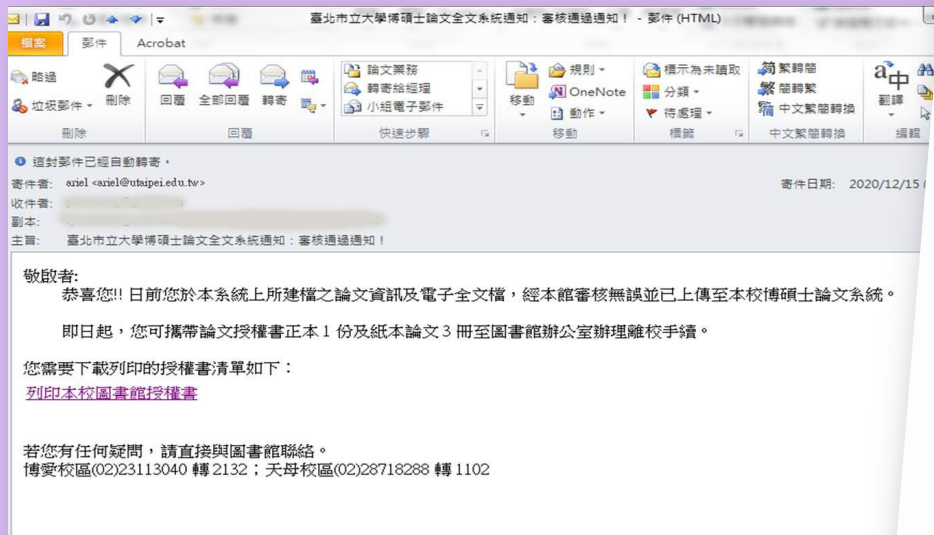 臺北市立大學博碩士論文全文系統通知：審核通過通知！ - 郵件 (HTML)
檔案 郵件 Acrobat
略過
垃圾郵件
刪除
回覆
全部回覆
轉寄
論文業務
轉寄給經理
小組電子郵件
移動
規則
OneNote
動作
標示為未讀取
分類
待處理
繁轉簡
簡轉繁
中文繁簡轉換
翻譯
刪除 回覆 快速步驟 移動 標籤 中文繁簡轉換 編輯
這封郵件已經自動轉寄。
寄件者: ariel <ariel@utaipei.edu.tw> 寄件日期: 2020/12/15
收件者:
副本:
主旨: 臺北市立大學博碩士論文全文系統通知：審核通過通知！
敬啟者:
恭喜您!! 日前您於本系統上所建檔之論文資訊及電子全文檔，經本館審核無誤並已上傳至本校博碩士論文系統。
即日起，您可攜帶論文授權書正本 1 份及紙本論文 3 冊至圖書館辦公室辦理離校手續。
您需要下載列印的授權書清單如下：
列印本校圖書館授權書
若您有任何疑問，請直接與圖書館聯絡。
博愛校區(02)23113040 轉 2132；天母校區(02)28718288 轉 1102